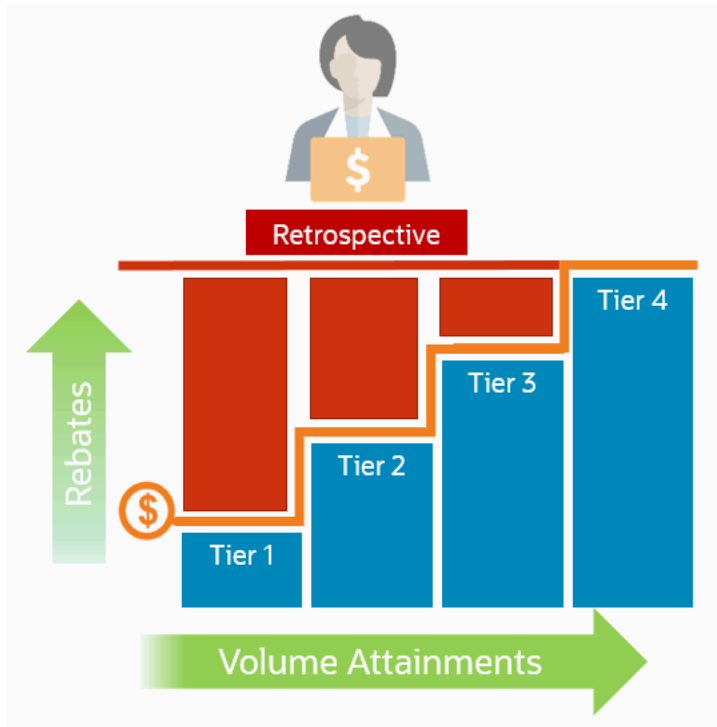 $
Retrospective
Tier 4
Tier 3
Rebates
Tier 2
$
Tier 1
Volume Attainments